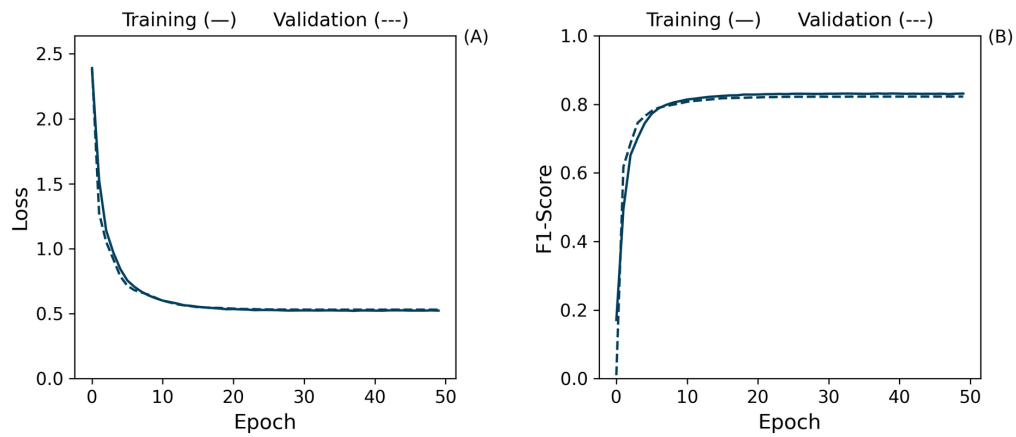 Training (—)   Validation (---)
(A)
2.5
2.0
1.5
1.0
0.5
0.0
Loss
0 10 20 30 40 50
Epoch
Training (—)   Validation (---)
(B)
1.0
0.8
0.6
0.4
0.2
0.0
F1-Score
0 10 20 30 40 50
Epoch